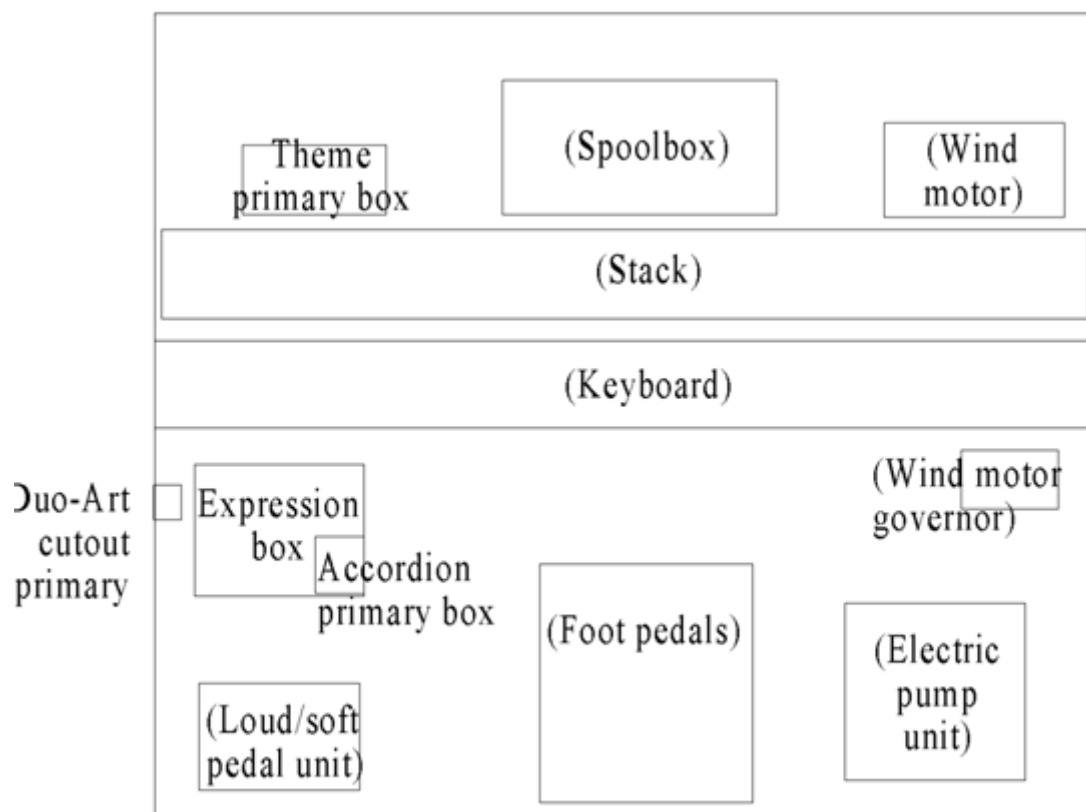 Theme
primary box
(Spoolbox)
(Wind
motor)
(Stack)
(Keyboard)
Duo-Art
cutout
primary
Expression
box
Accordion
primary box
(Wind motor
governor)
(Foot pedals)
(Loud/soft
pedal unit)
(Electric
pump
unit)